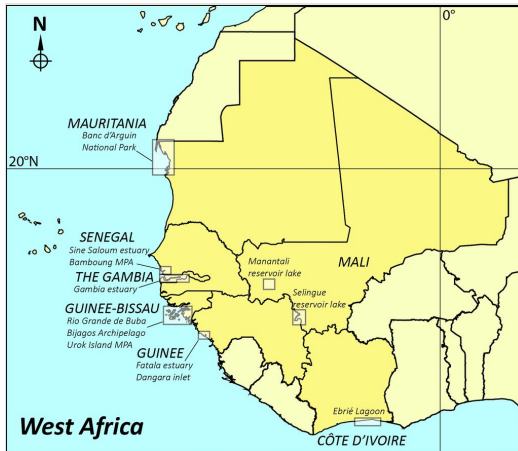 N
0°
MAURITANIA
Banc d'Arguin
National Park
20°N
SENEGAL
Sine Saloum estuary
Bamboung MPA
THE GAMBIA
Gambia estuary
GUINEE-BISSAU
Rio Grande de Buba
Bijagos Archipelago
Urok Island MPA
GUINEE
Fatala estuary
Dangara inlet
Manantali
reservoir lake
MALI
Selingue
reservoir lake
Ebrié Lagoon
CÔTE D'IVOIRE
West Africa